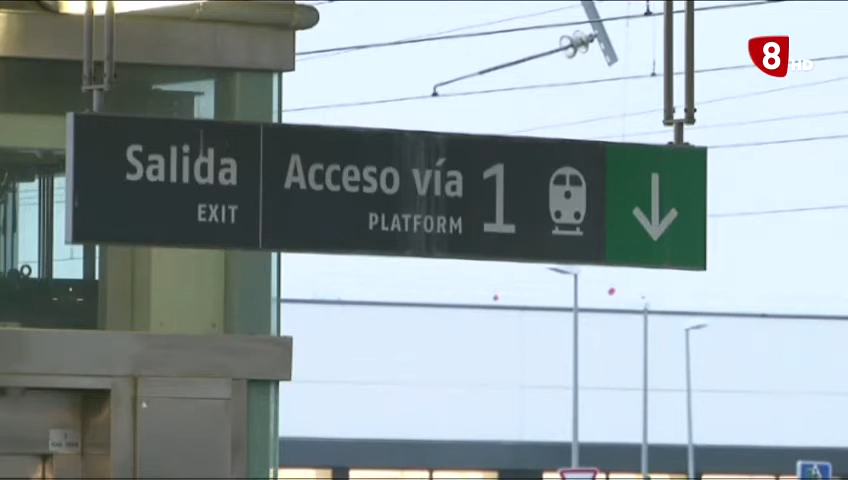 8 HD
Salida
EXIT
Acceso vía
PLATFORM
1
A